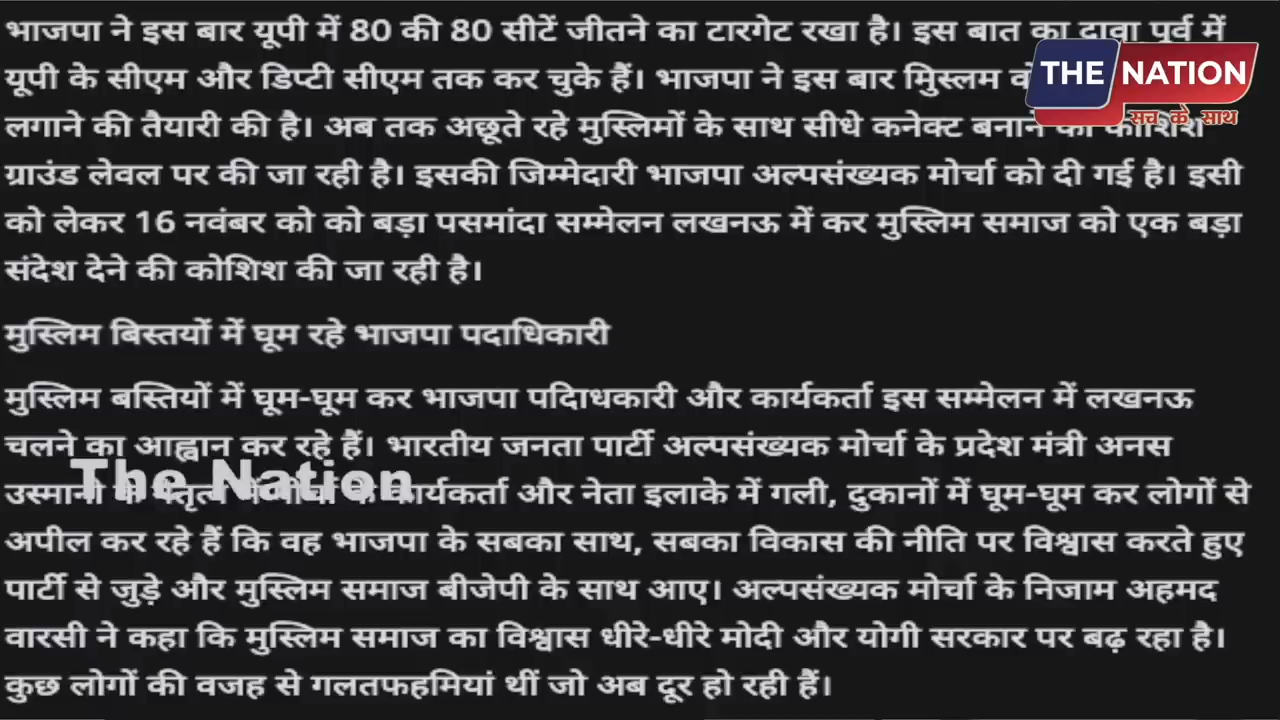 भाजपा ने इस बार यूपी में 80 की 80 सीटें जीतने का टारगेट रखा है। इस बात का दावा पूर्व में
यूपी के सीएम और डिप्टी सीएम तक कर चुके हैं। भाजपा ने इस बार मुिस्लम
लगाने की तैयारी की है। अब तक अछूते रहे मुस्लिमों के साथ सीधे कनेक्ट बनाने की कोशिश
ग्राउंड लेवल पर की जा रही है। इसकी जिम्मेदारी भाजपा अल्पसंख्यक मोर्चा को दी गई है। इसी
को लेकर 16 नवंबर को को बड़ा पसमांदा सम्मेलन लखनऊ में कर मुस्लिम समाज को एक बड़ा
संदेश देने की कोशिश की जा रही है।
मुस्लिम बिस्तयों में घूम रहे भाजपा पदाधिकारी
मुस्लिम बस्तियों में घूम-घूम कर भाजपा पदिाधकारी और कार्यकर्ता इस सम्मेलन में लखनऊ
चलने का आह्वान कर रहे हैं। भारतीय जनता पार्टी अल्पसंख्यक मोर्चा के प्रदेश मंत्री अनस
उस्मानी के कार्यकर्ता और नेता इलाके में गली, दुकानों में घूम-घूम कर लोगों से
अपील कर रहे हैं कि वह भाजपा के सबका साथ, सबका विकास की नीति पर विश्वास करते हुए
पार्टी से जुड़े और मुस्लिम समाज बीजेपी के साथ आए। अल्पसंख्यक मोर्चा के निजाम अहमद
वारसी ने कहा कि मुस्लिम समाज का विश्वास धीरे-धीरे मोदी और योगी सरकार पर बढ़ रहा है।
कुछ लोगों की वजह से गलतफहमियां थीं जो अब दूर हो रही हैं।
THE NATION
सच के साथ
The Nation